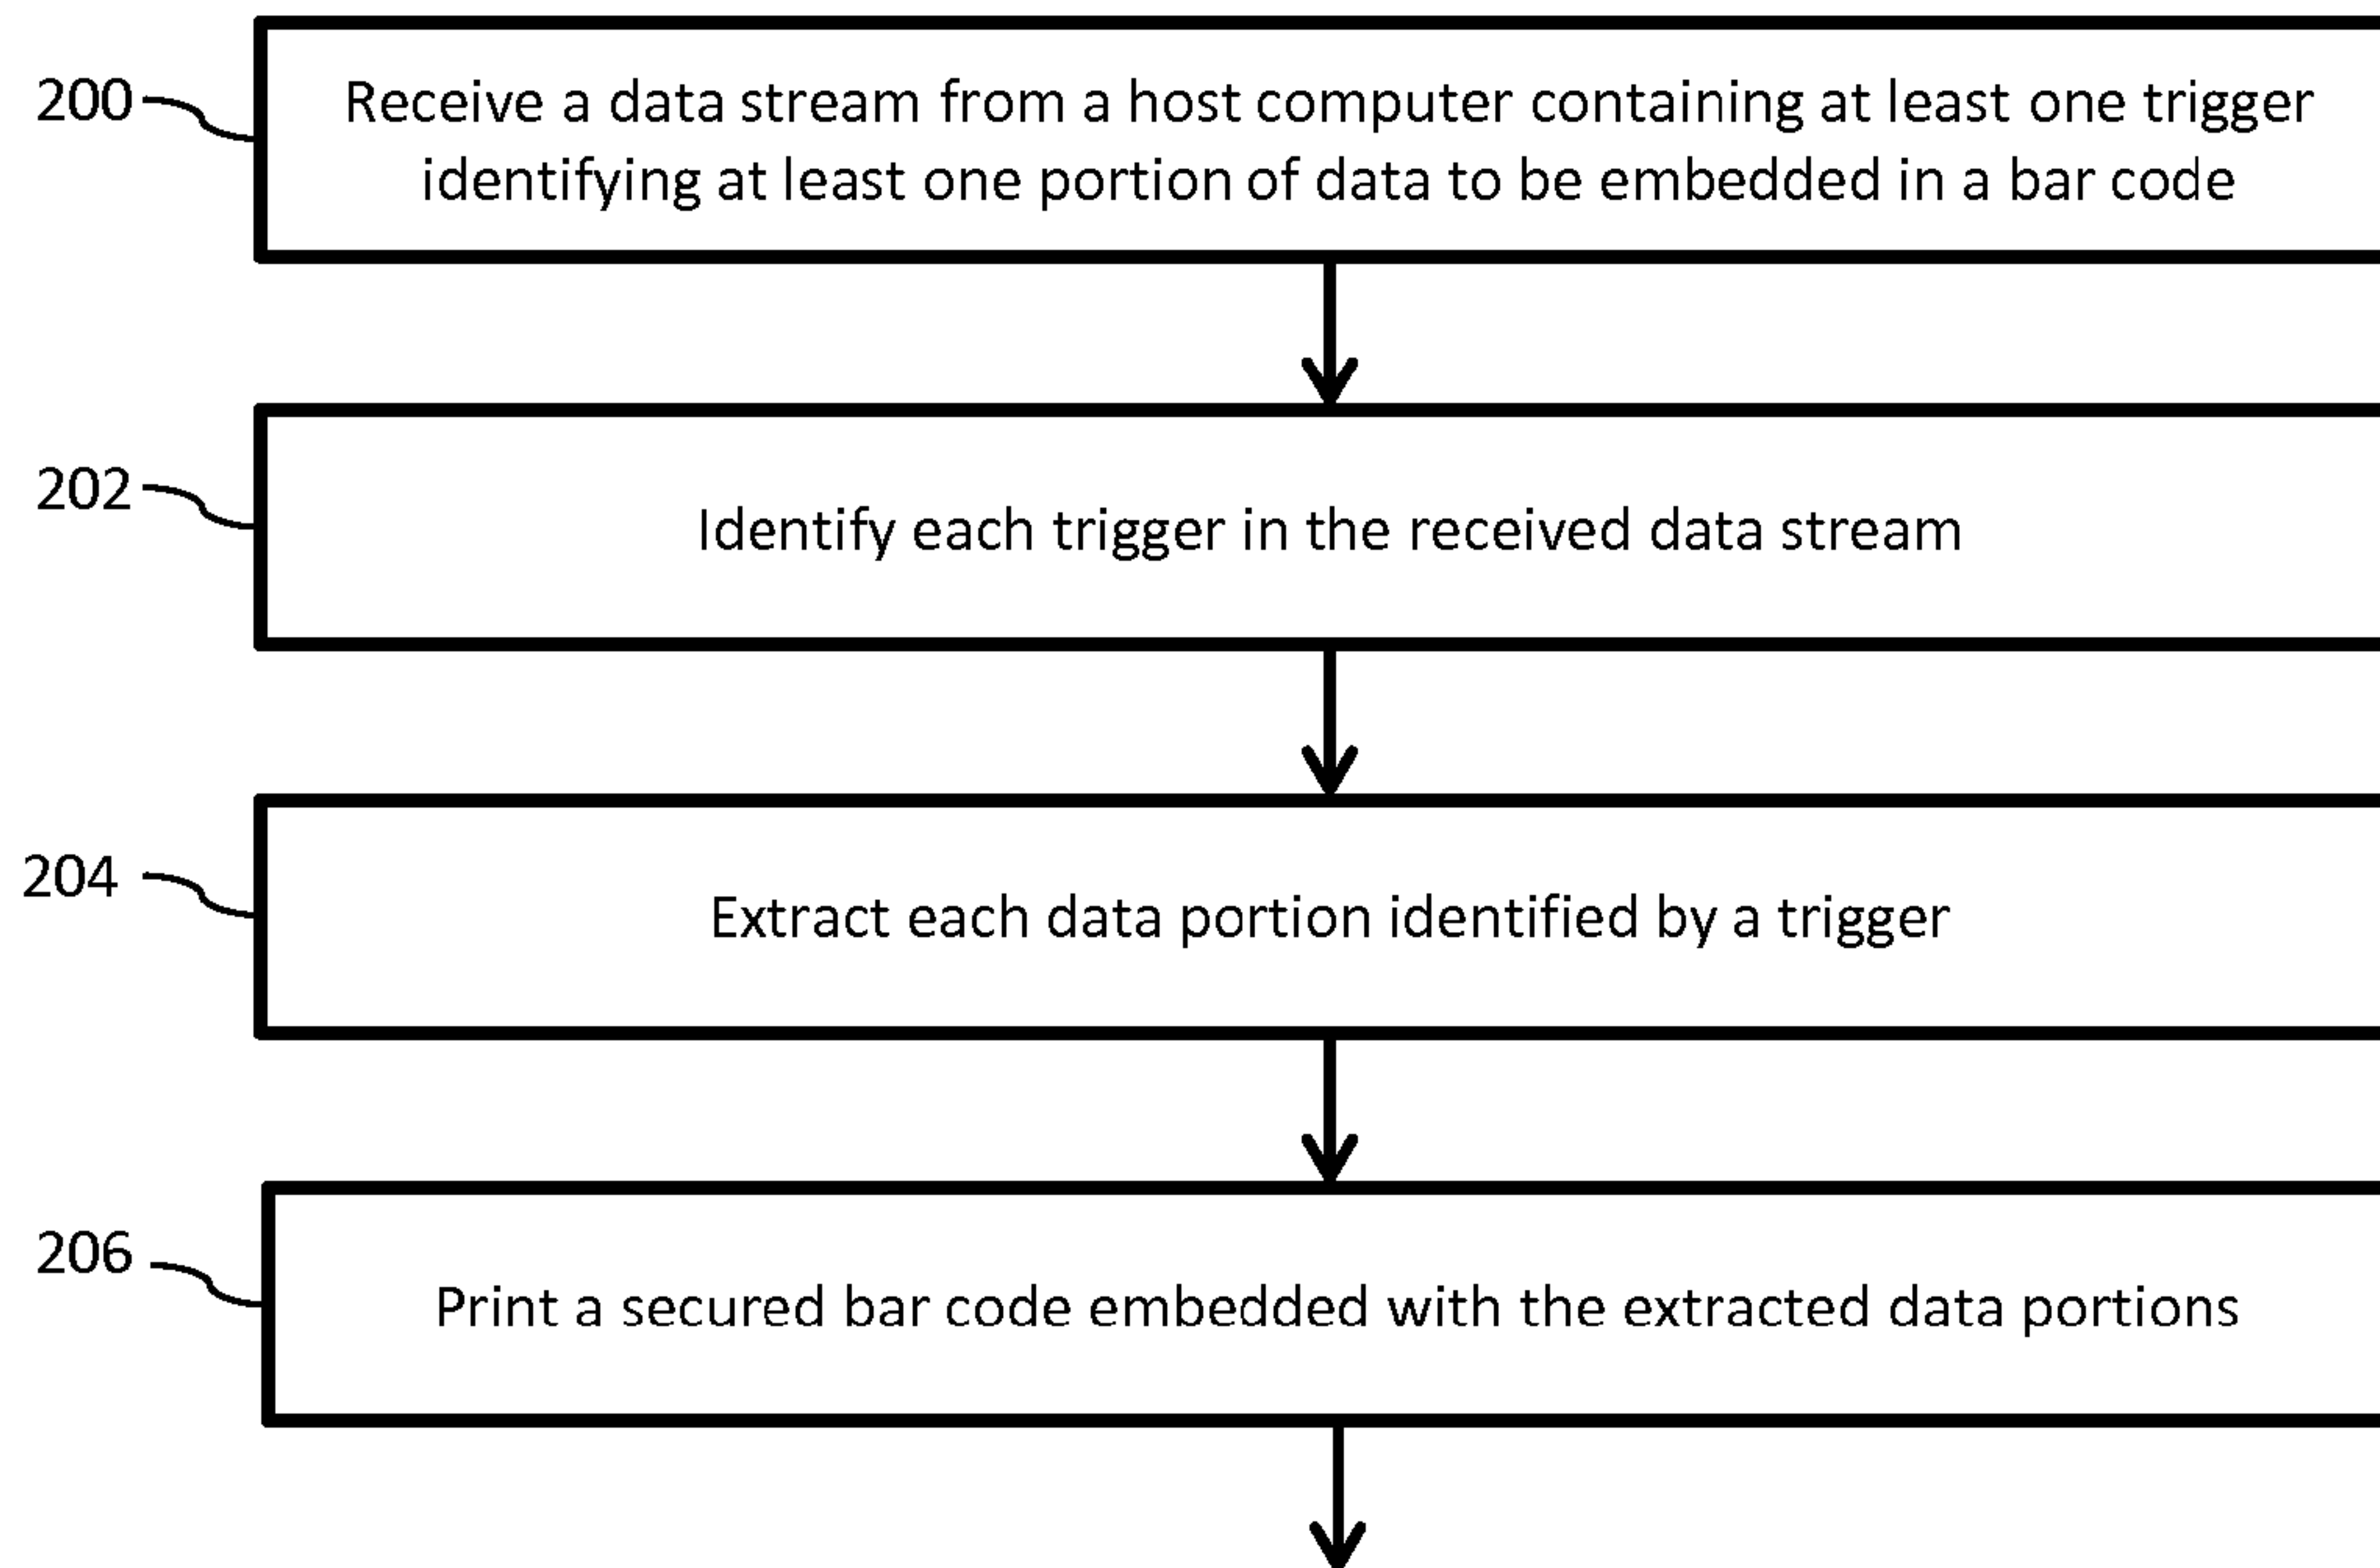 200
Receive a data stream from a host computer containing at least one trigger
identifying at least one portion of data to be embedded in a bar code
202
Identify each trigger in the received data stream
204
Extract each data portion identified by a trigger
206
Print a secured bar code embedded with the extracted data portions